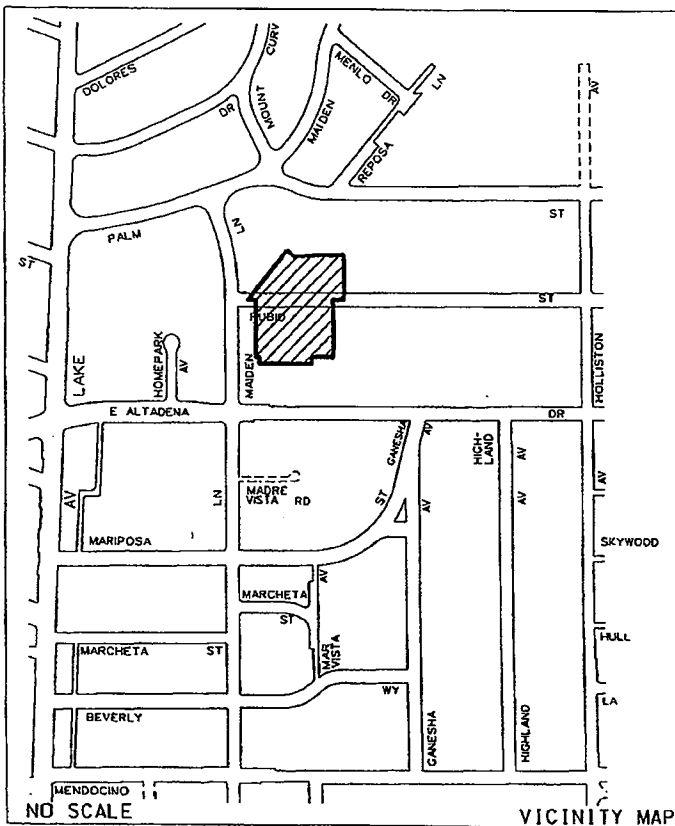 DOLORES
DR
MOUNT
CURV
MAIDEN
MENLO
DR
LN
REPOSA
AV
ST
PALM
LN
ST
ST
RUBIO
LAKE
HOMEPARK
AV
MAIDEN
HOLLISTON
E ALTADENA
DR
GANESHA
AV
HIGH-
LAND
AV
AV
LN
MADRE
VISTA RD
ST
AV
AV
AV
MARIPOSA
SKYWOOD
MARCHETA
AV
ST
MAR
VISTA
HULL
MARCHETA ST
WY
LA
BEVERLY
GANESHA
HIGHLAND
MENDOCINO
NO SCALE
VICINITY MAP